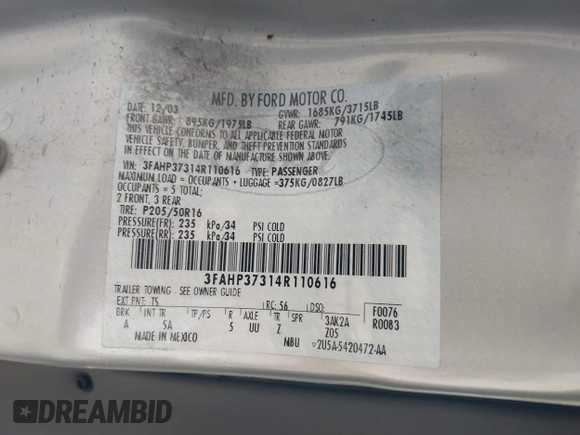 MFD. BY FORD MOTOR CO.
DATE: 12/03 GVWR: 1685KG/3715LB
FRONT GAWR: 895KG/1975LB REAR GAWR: 791KG/1745LB
THIS VEHICLE CONFORMS TO ALL APPLICABLE FEDERAL MOTOR
VEHICLE SAFETY, BUMPER, AND THEFT PREVENTION STANDARDS
IN EFFECT ON THE DATE OF MANUFACTURE SHOWN ABOVE.
VIN: 3FAHP37314R110616 TYPE: PASSENGER
MAXIMUM LOAD = OCCUPANTS + LUGGAGE =375KG/0827LB
OCCUPANTS = 5 TOTAL;
2 FRONT, 3 REAR
TIRE: P205/50R16
PRESSURE(FR): 235 kPa/34 PSI COLD
PRESSURE(RR): 235 kPa/34 PSI COLD
3FAHP37314R110616
TRAILER TOWING - SEE OWNER GUIDE
EXT PNT: TS RC: 56 DSO: F0076
BRK INT TR TP/PS R AXLE TR SPR 3AK2A R0083
A SA 5 UU Z Z05
MADE IN MEXICO MBU 2U5A-5420472-AA
DREAMBID